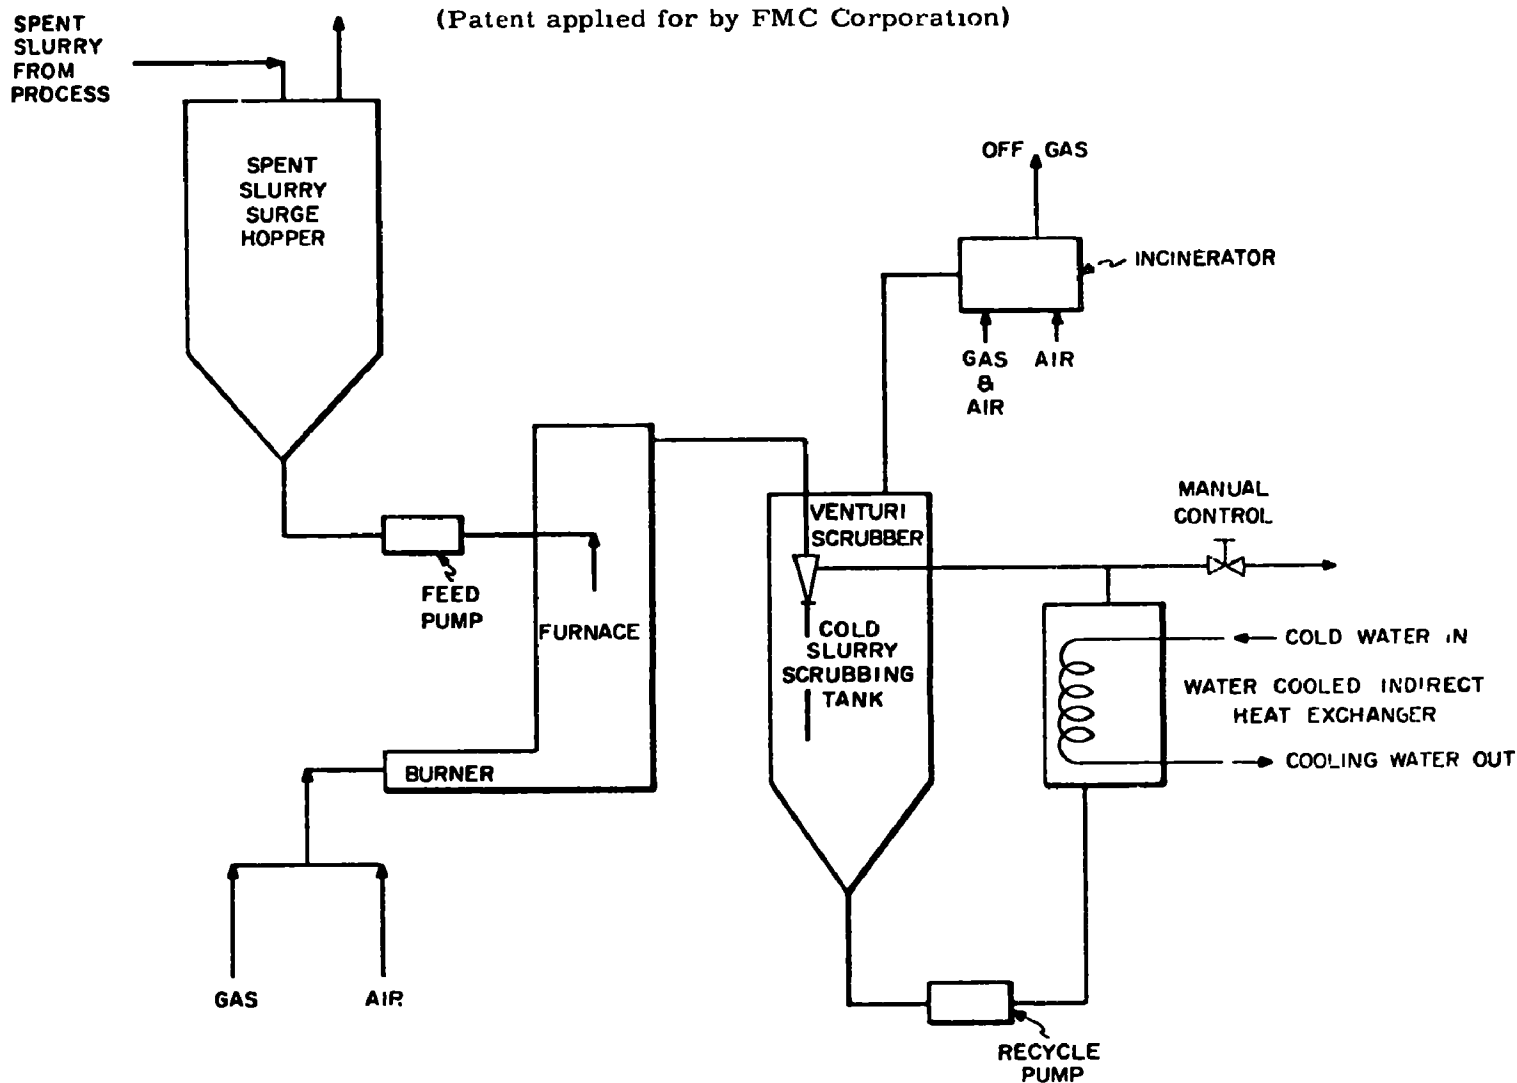 (Patent applied for by FMC Corporation)
SPENT
SLURRY
FROM
PROCESS
SPENT
SLURRY
SURGE
HOPPER
OFF GAS
INCINERATOR
GAS
&
AIR
AIR
FEED
PUMP
FURNACE
BURNER
GAS
AIR
VENTURI
SCRUBBER
COLD
SLURRY
SCRUBBING
TANK
MANUAL
CONTROL
COLD WATER IN
WATER COOLED INDIRECT
HEAT EXCHANGER
COOLING WATER OUT
RECYCLE
PUMP